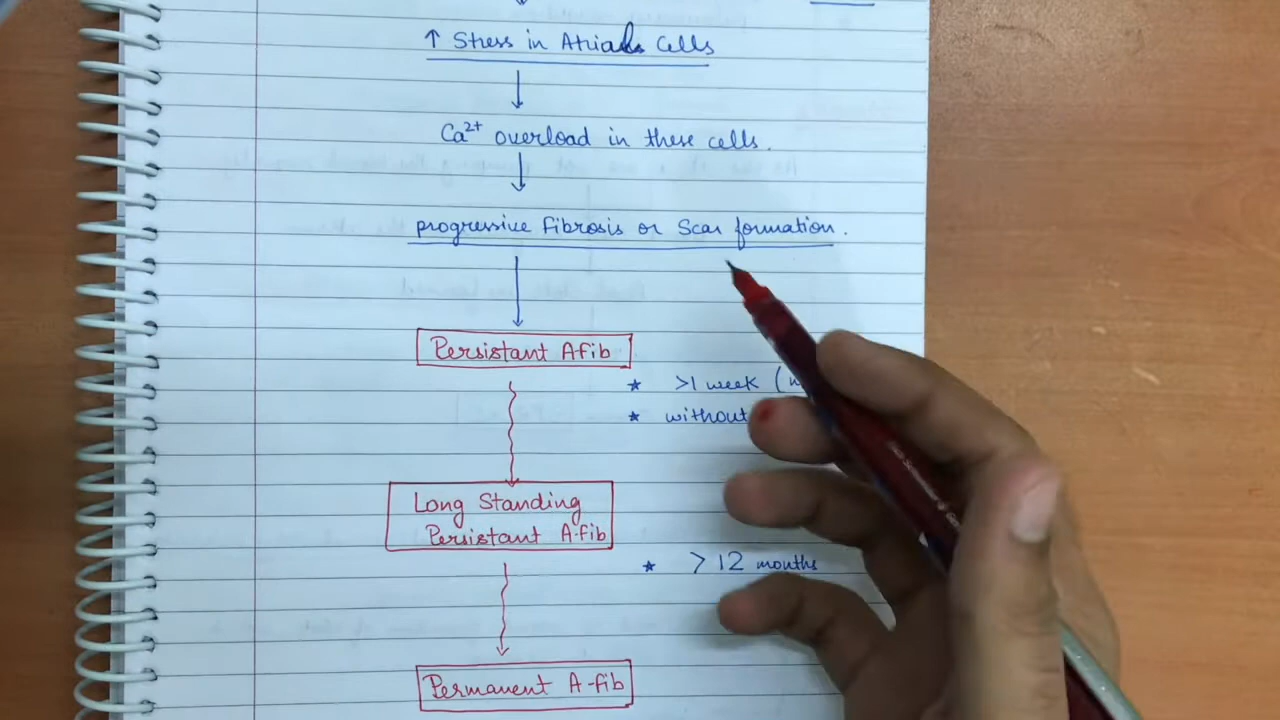 ↑ Stress in Atrials Cells
↓
Ca²⁺ overload in these cells.
↓
progressive fibrosis or Scar formation.
↓
Persistant Afib
* >1 week (
* without
Long Standing
Persistant A-fib
* > 12 months
Permanent A-fib